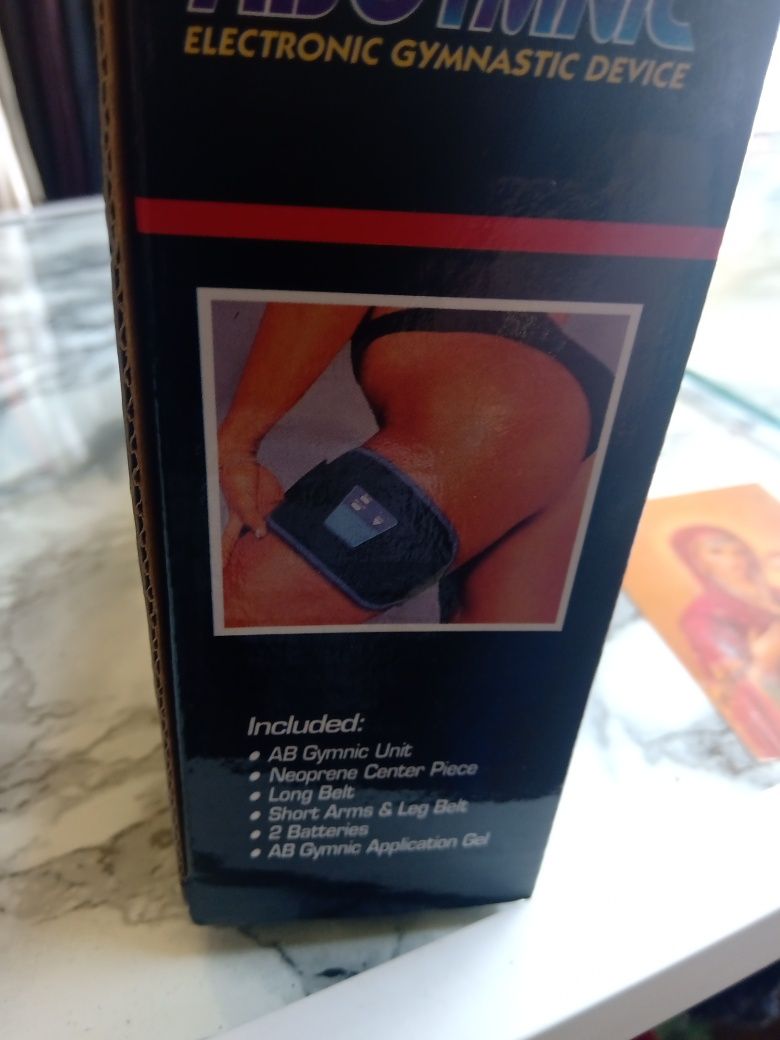 ELECTRONIC GYMNASTIC DEVICE
Included:
• AB Gymnic Unit
• Neoprene Center Piece
• Long Belt
• Short Arms & Leg Belt
• 2 Batteries
• AB Gymnic Application Gel